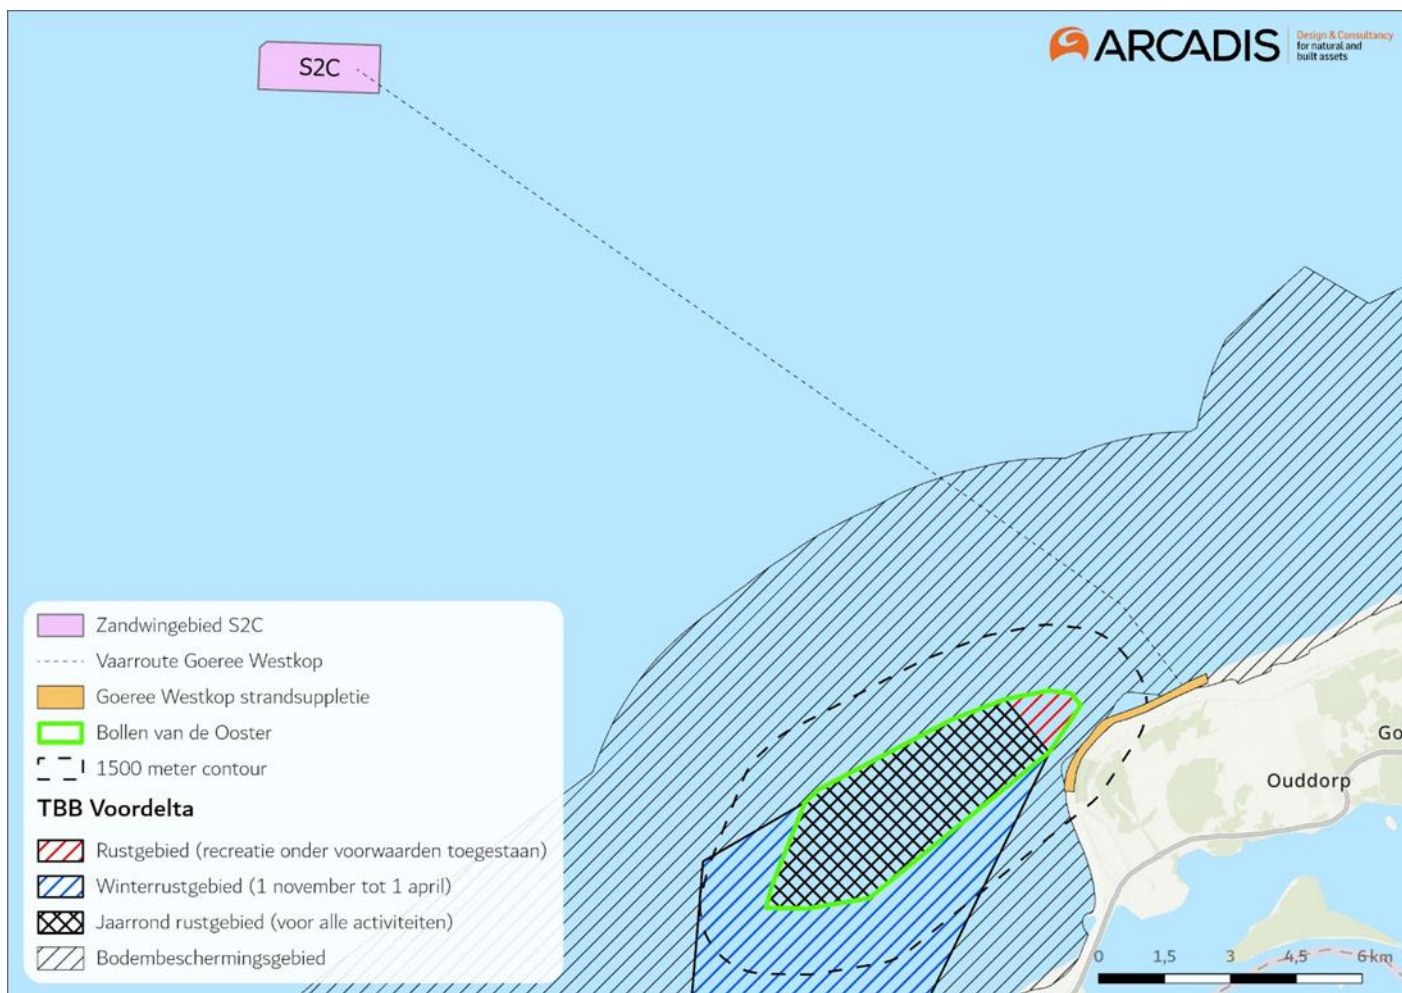 S2C
ARCADIS
Design & Consultancy
for natural and
built assets
Zandwingebied S2C
Vaarroute Goeree Westkop
Goeree Westkop strandsuppletie
Bollen van de Ooster
1500 meter contour
TBB Voordelta
Rustgebied (recreatie onder voorwaarden toegestaan)
Winterrustgebied (1 november tot 1 april)
Jaarrond rustgebied (voor alle activiteiten)
Bodembeschermingsgebied
Go
Ouddorp
0 1,5 3 4,5 6 km